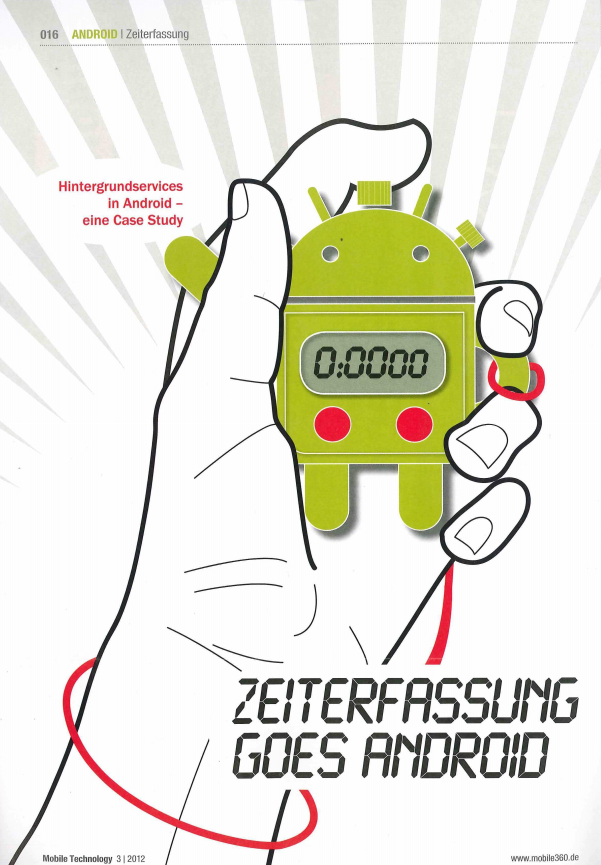 016 ANDROID | Zeiterfassung
Hintergrundservices
in Android –
eine Case Study
0:0000
ZEITERFASSUNG
GOES ANDROID
Mobile Technology 3 | 2012
www.mobile360.de